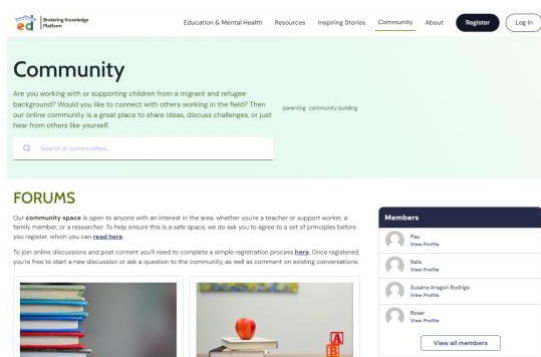 ed
Brokering Knowledge
Platform
Education & Mental Health
Resources
Inspiring Stories
Community
About
Register
Log In
Community
Are you working with or supporting children from a migrant and refugee
background? Would you like to connect with others working in the field? Then
our online community is a great place to share ideas, discuss challenges, or just
hear from others like yourself.
parenting community building
Search in communities...
FORUMS
Our community space is open to anyone with an interest in the area, whether you're a teacher or support worker, a
family member, or a researcher. To help ensure this is a safe space, we do ask you to agree to a set of principles before
you register, which you can read here.
To join online discussions and post content you'll need to complete a simple registration process here. Once registered,
you're free to start a new discussion or ask a question to the community, as well as comment on existing conversations.
Members
Pau
View Profile
View Profile
Susana Aragon Rodrigo
View Profile
Roser
View Profile
View all members
A
B